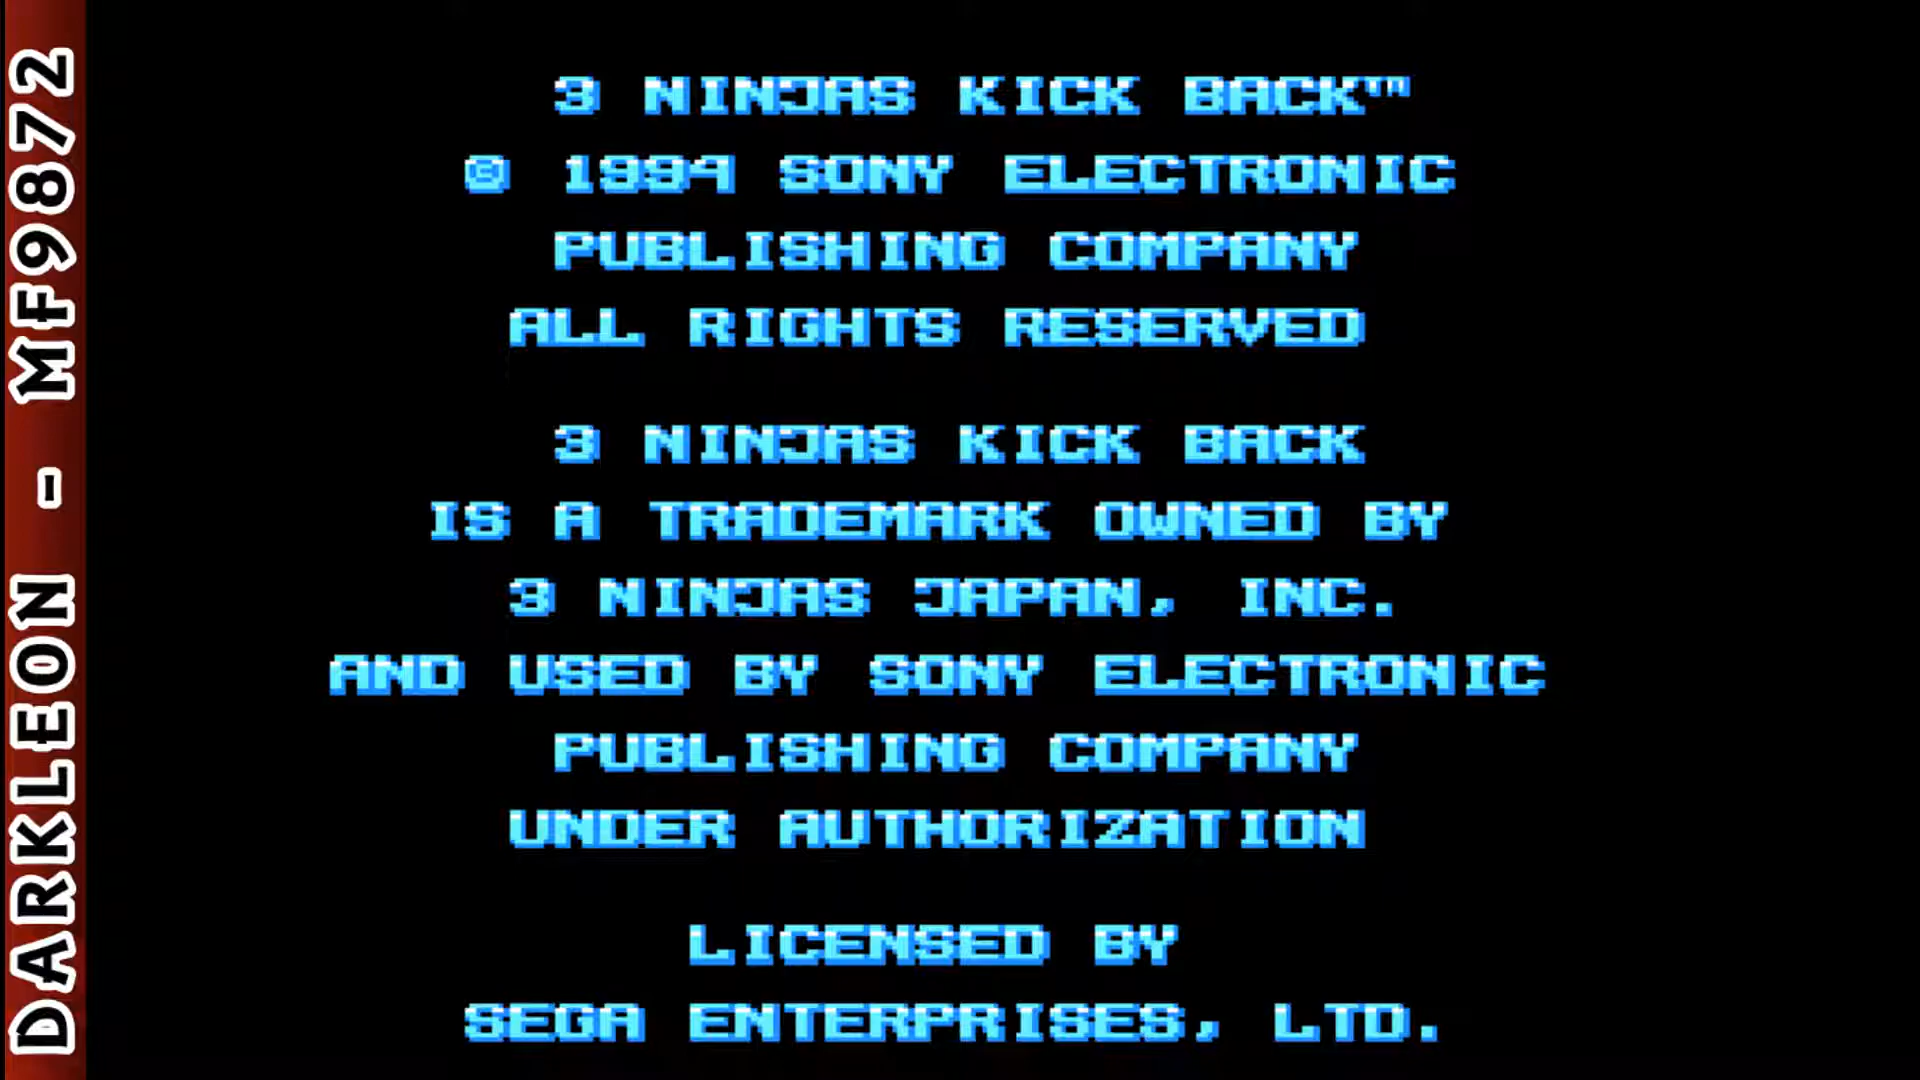 DARKLEON - MF9872
3 NINJAS KICK BACK™
© 1994 SONY ELECTRONIC
PUBLISHING COMPANY
ALL RIGHTS RESERVED
3 NINJAS KICK BACK
IS A TRADEMARK OWNED BY
3 NINJAS JAPAN, INC.
AND USED BY SONY ELECTRONIC
PUBLISHING COMPANY
UNDER AUTHORIZATION
LICENSED BY
SEGA ENTERPRISES, LTD.